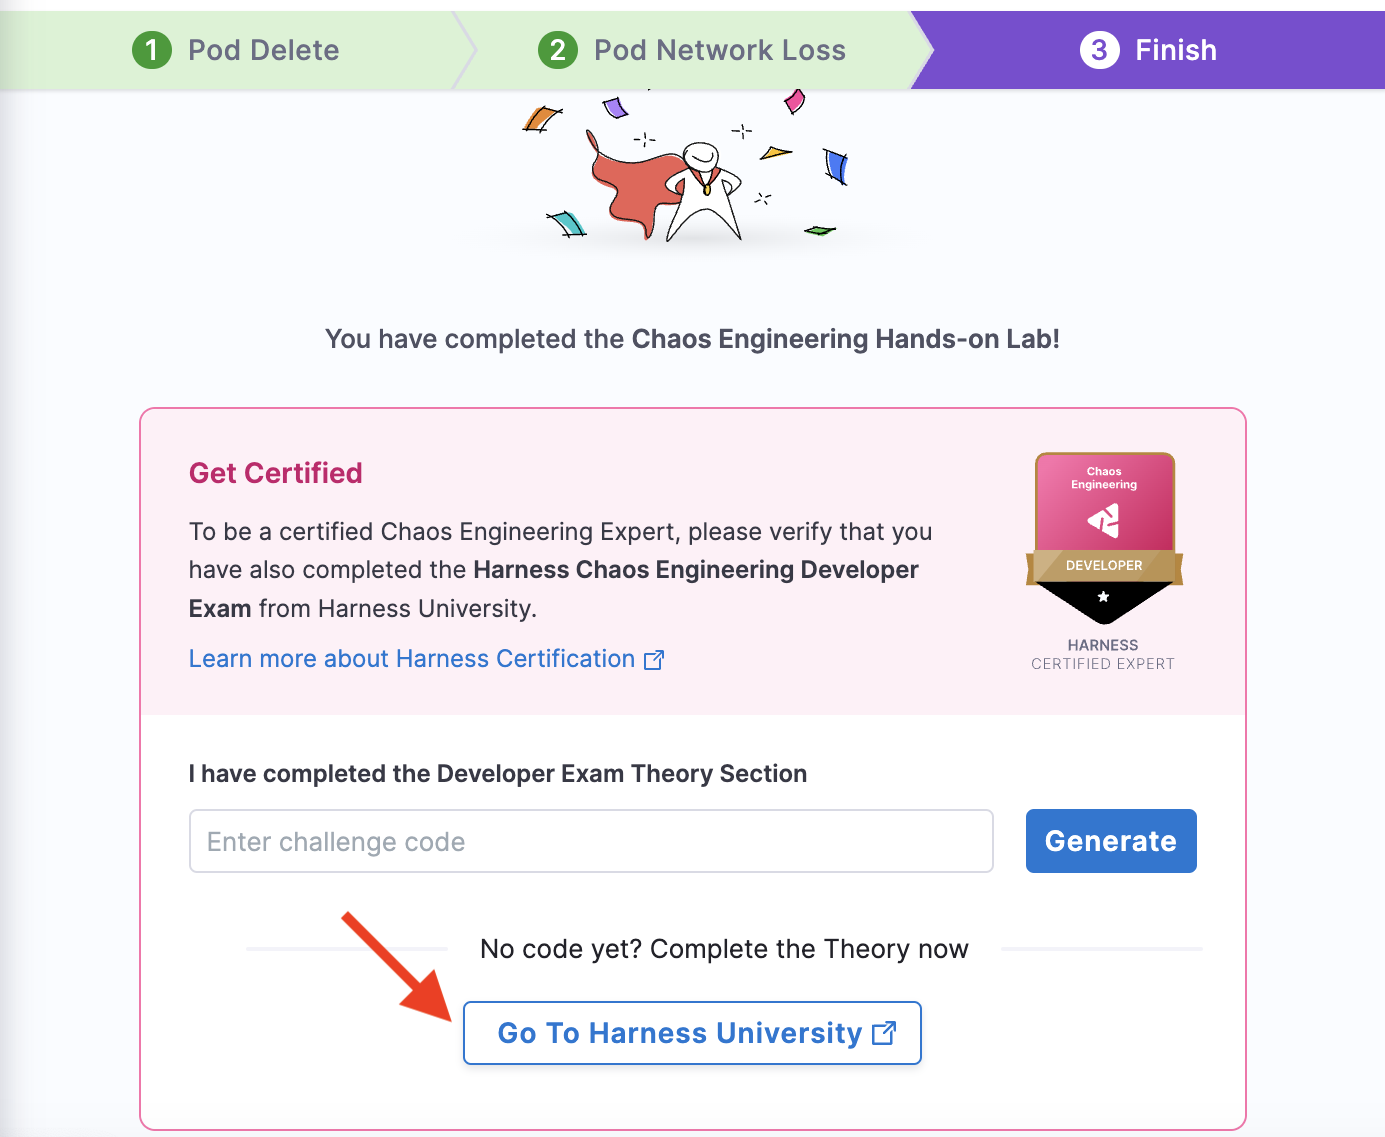 1 Pod Delete
2 Pod Network Loss
3 Finish
You have completed the Chaos Engineering Hands-on Lab!
Get Certified
To be a certified Chaos Engineering Expert, please verify that you
have also completed the Harness Chaos Engineering Developer
Exam from Harness University.
Learn more about Harness Certification
Chaos
Engineering
DEVELOPER
HARNESS
CERTIFIED EXPERT
I have completed the Developer Exam Theory Section
Enter challenge code
Generate
No code yet? Complete the Theory now
Go To Harness University